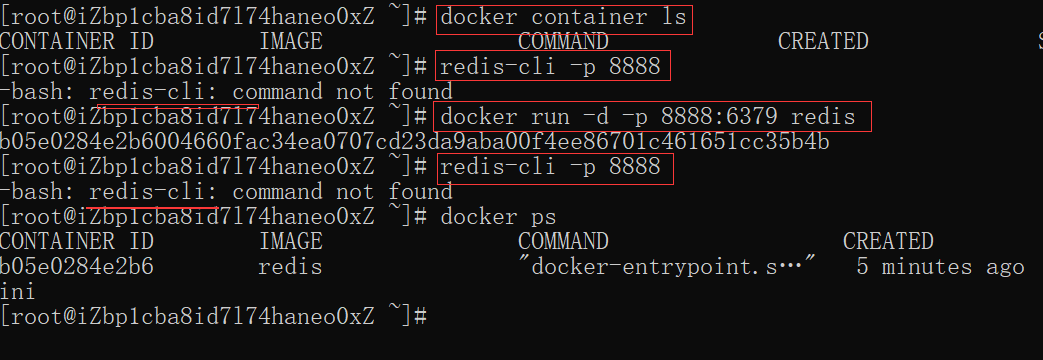 [root@iZbp1cba8id7l74haneo0xZ ~]# docker container ls
CONTAINER ID IMAGE COMMAND CREATED S
[root@iZbp1cba8id7l74haneo0xZ ~]# redis-cli -p 8888
-bash: redis-cli: command not found
[root@iZbp1cba8id7l74haneo0xZ ~]# docker run -d -p 8888:6379 redis
b05e0284e2b6004660fac34ea0707cd23da9aba00f4ee86701c461651cc35b4b
[root@iZbp1cba8id7l74haneo0xZ ~]# redis-cli -p 8888
-bash: redis-cli: command not found
[root@iZbp1cba8id7l74haneo0xZ ~]# docker ps
CONTAINER ID IMAGE COMMAND CREATED
b05e0284e2b6 redis "docker-entrypoint.s…" 5 minutes ago
ini
[root@iZbp1cba8id7l74haneo0xZ ~]#